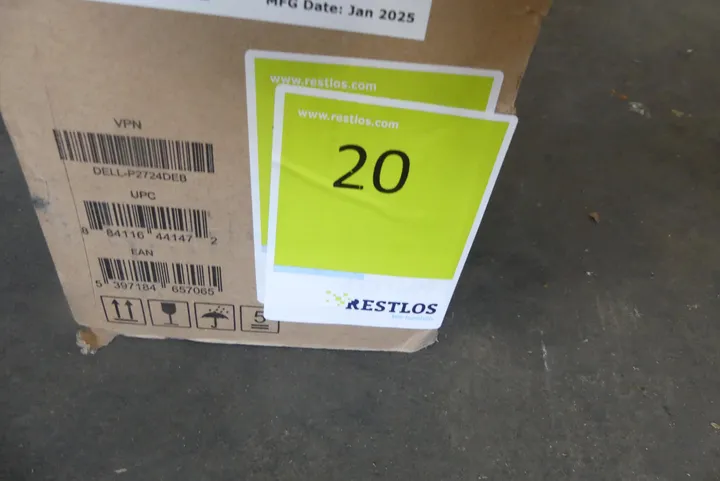 MFG Date: Jan 2025
www.restlos.com
www.restlos.com
20
VPN
DELL-P2724DEB
UPC
8 84116 44147 2
EAN
5 397184 657065
5
RESTLOS